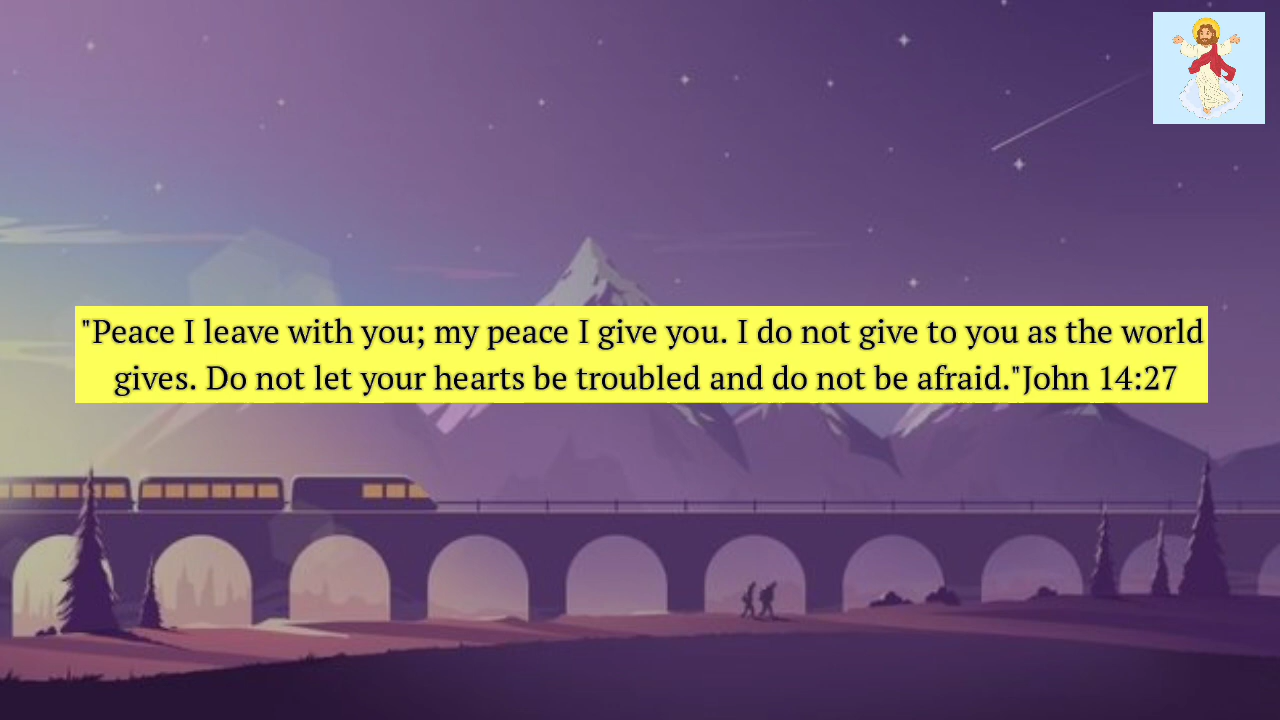 "Peace I leave with you; my peace I give you. I do not give to you as the world
gives. Do not let your hearts be troubled and do not be afraid."John 14:27